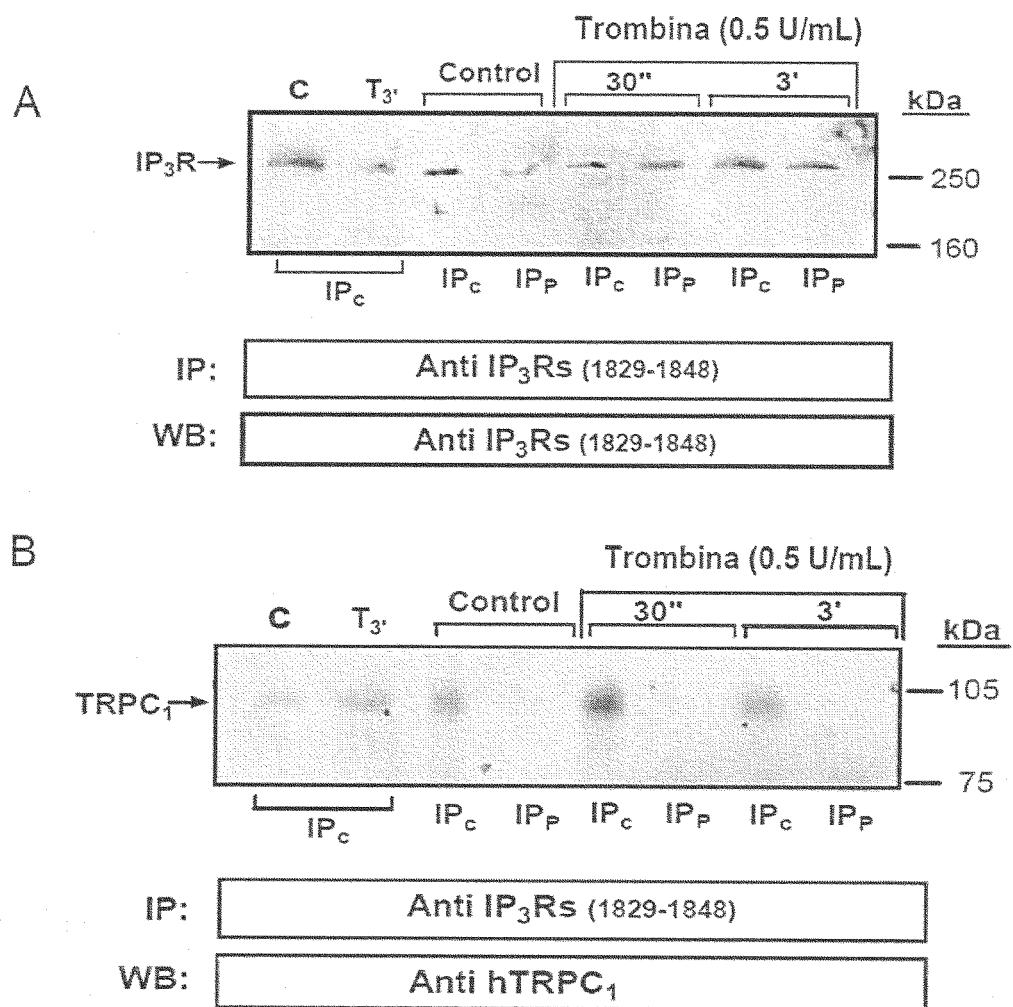 A
Trombina (0.5 U/mL)
C T3' Control 30" 3' kDa
IP3R
250
160
IPc IPc IPP IPc IPP IPc IPP
IP: Anti IP3Rs (1829-1848)
WB: Anti IP3Rs (1829-1848)
B
Trombina (0.5 U/mL)
C T3' Control 30" 3' kDa
TRPC1
105
75
IPc IPc IPP IPc IPP IPc IPP
IP: Anti IP3Rs (1829-1848)
WB: Anti hTRPC1